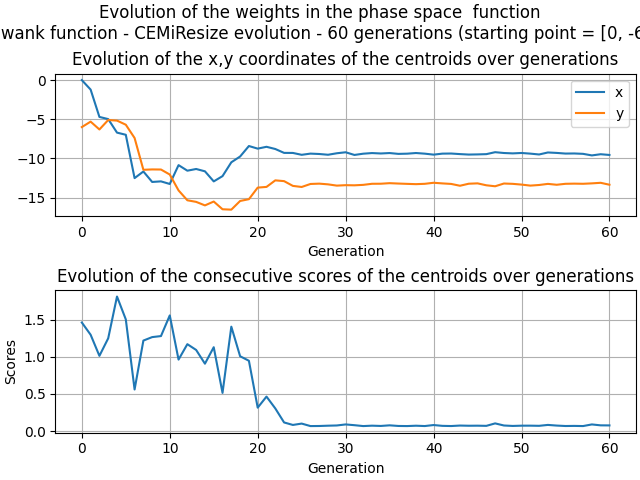 Evolution of the weights in the phase space function
wank function - CEMiResize evolution - 60 generations (starting point = [0, -6
Evolution of the x,y coordinates of the centroids over generations
x
y
0
−5
−10
−15
0 10 20 30 40 50 60
Generation
Evolution of the consecutive scores of the centroids over generations
Scores
1.5
1.0
0.5
0.0
0 10 20 30 40 50 60
Generation